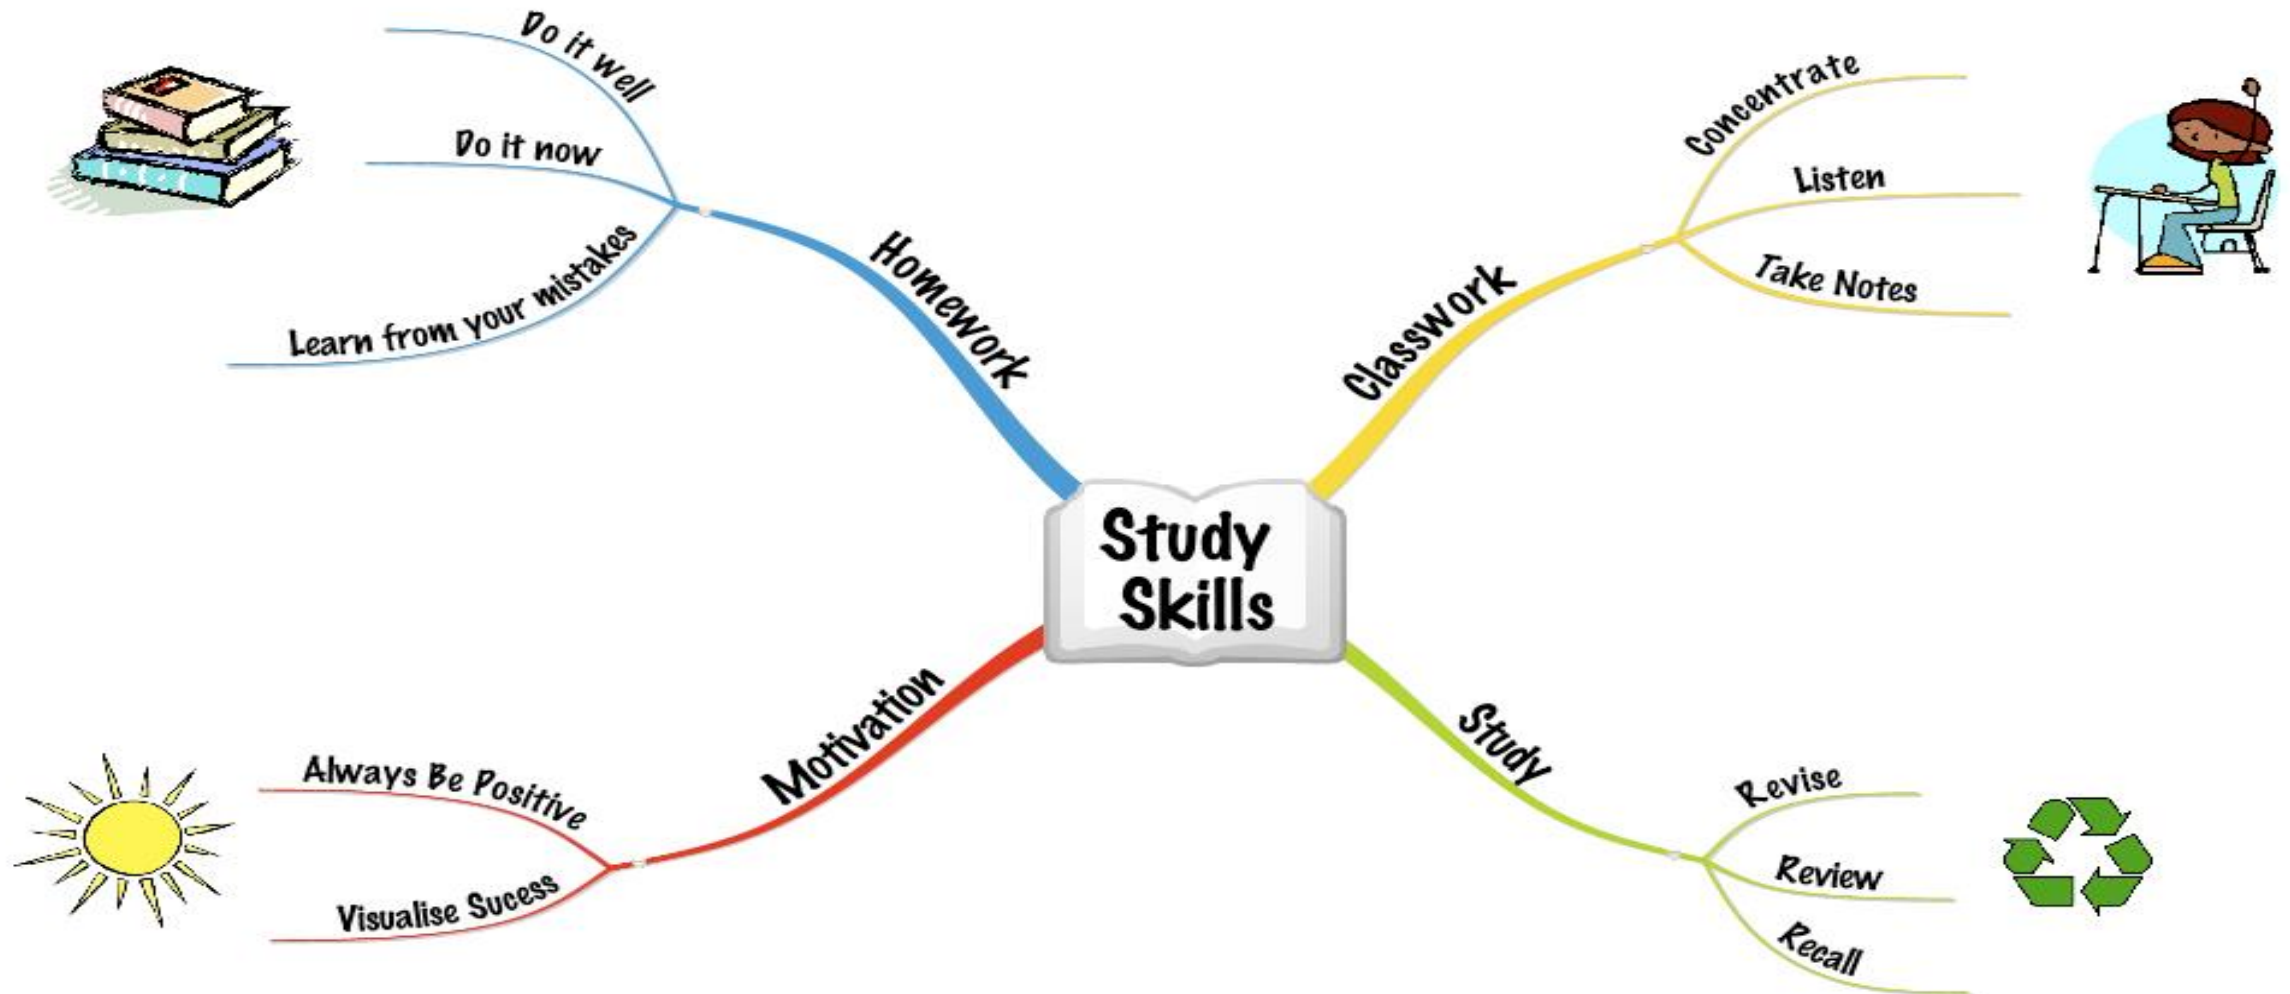 Study
Skills
Homework
Do it well
Do it now
Learn from your mistakes
Classwork
Concentrate
Listen
Take Notes
Motivation
Always Be Positive
Visualise Sucess
Study
Revise
Review
Recall